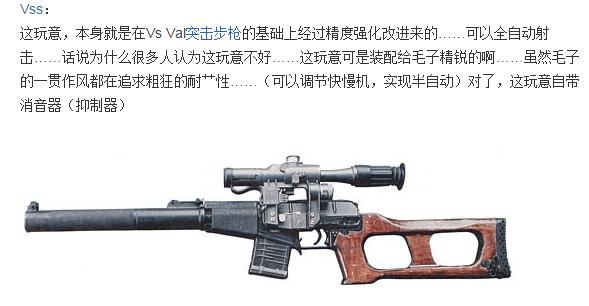 Vss：
这玩意，本身就是在Vs Val突击步枪的基础上经过精度强化改进来的……可以全自动射
击……话说为什么很多人认为这玩意不好……这玩意可是装配给毛子精锐的啊……虽然毛子
的一贯作风都在追求粗狂的耐艹性……（可以调节快慢机，实现半自动）对了，这玩意自带
消音器（抑制器）